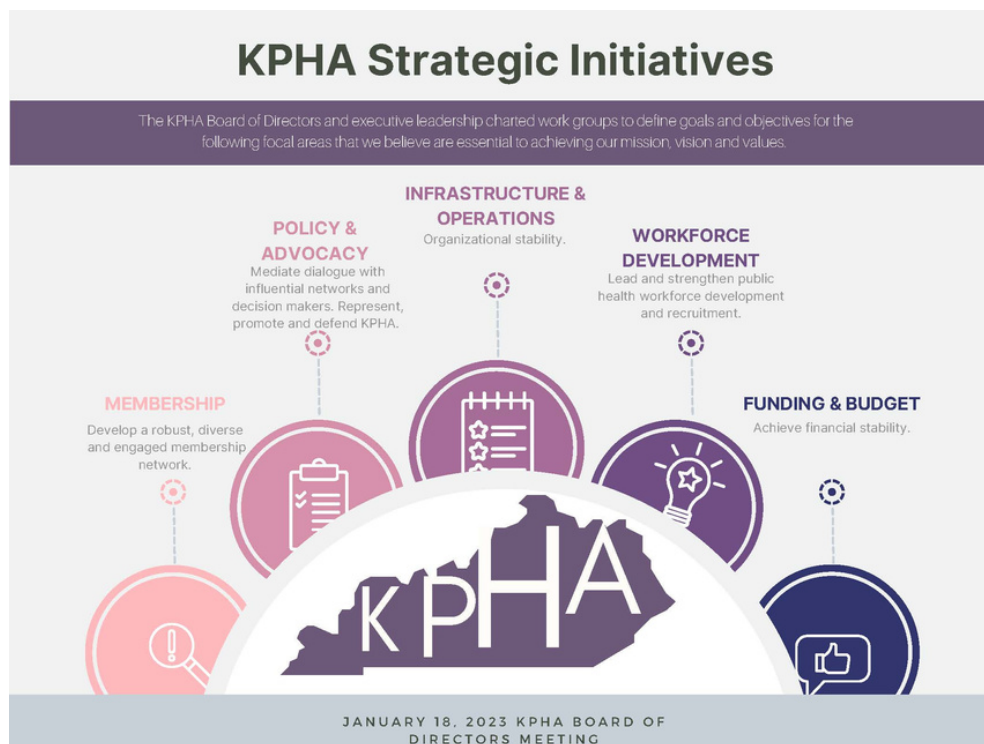 KPHA Strategic Initiatives
The KPHA Board of Directors and executive leadership charted work groups to define goals and objectives for the
following focal areas that we believe are essential to achieving our mission, vision and values.
INFRASTRUCTURE &
OPERATIONS
Organizational stability.
POLICY &
ADVOCACY
Mediate dialogue with
influential networks and
decision makers. Represent,
promote and defend KPHA.
WORKFORCE
DEVELOPMENT
Lead and strengthen public
health workforce development
and recruitment.
MEMBERSHIP
Develop a robust, diverse
and engaged membership
network.
FUNDING & BUDGET
Achieve financial stability.
KPHA
JANUARY 18, 2023 KPHA BOARD OF
DIRECTORS MEETING